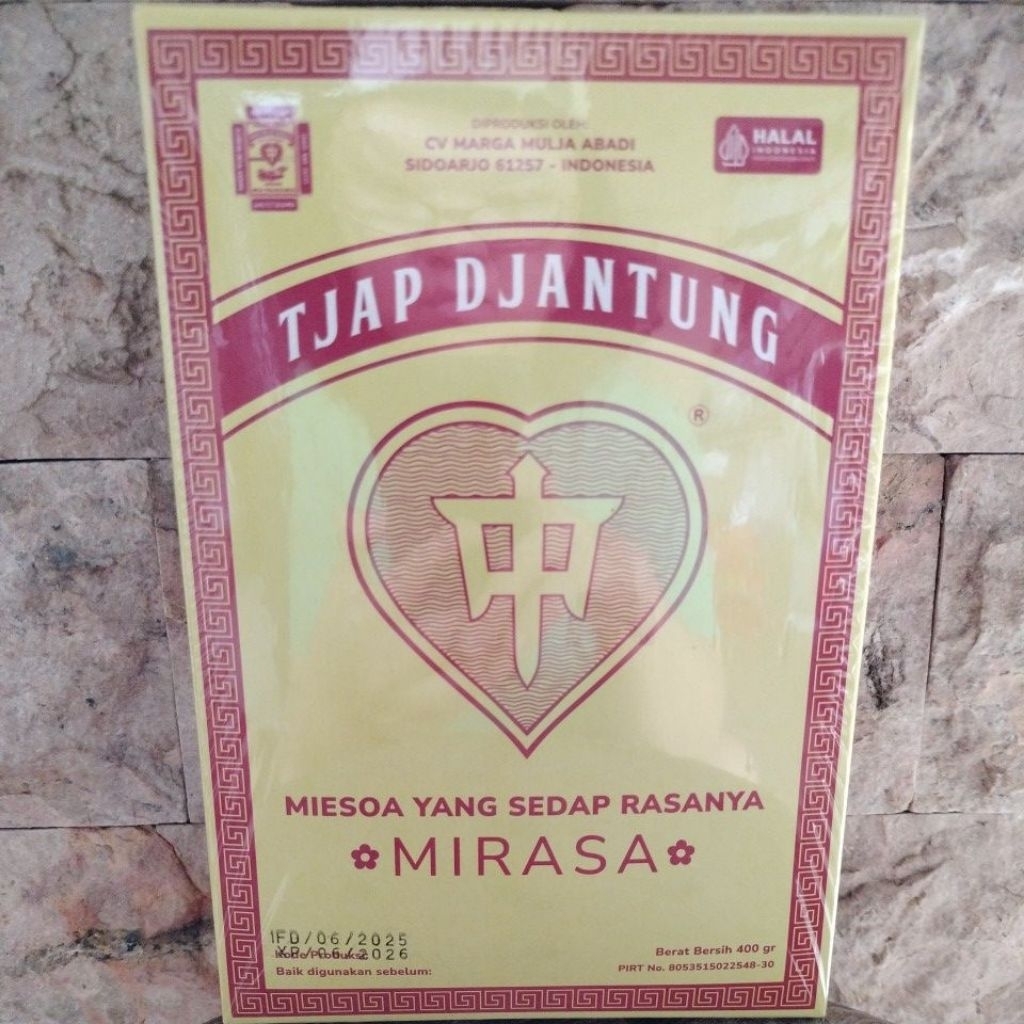 DIPRODUKSI OLEH:
CV MARGA MULJA ABADI
SIDOARJO 61257 - INDONESIA
HALAL
INDONESIA
TJAP DJANTUNG
®
中
MIESOA YANG SEDAP RASANYA
MIRASA
FD/06/2025
XP/06/2026
Kode Produksi:
Baik digunakan sebelum:
Berat Bersih 400 gr
PIRT No. 8053515022548-30